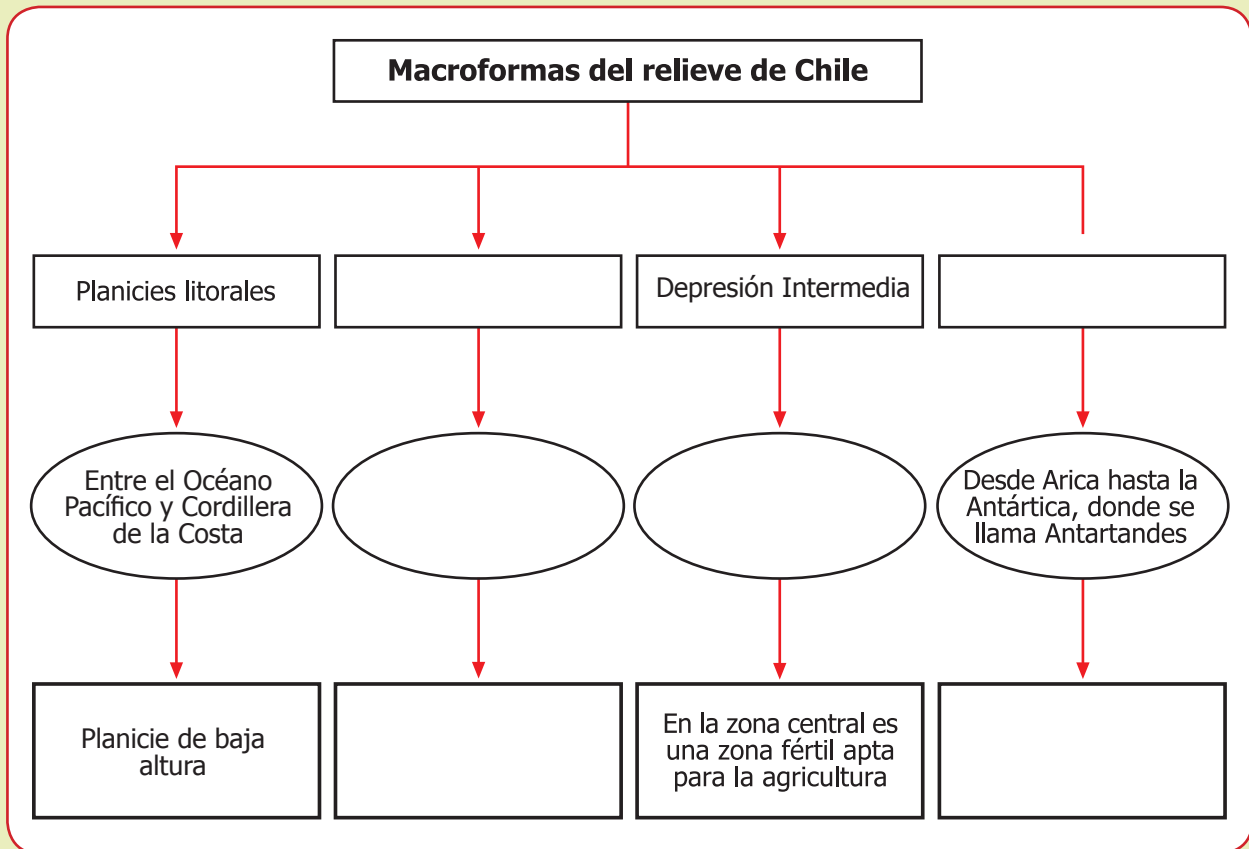 Macroformas del relieve de Chile
Planicies litorales
Depresión Intermedia
Entre el Océano
Pacífico y Cordillera
de la Costa
Desde Arica hasta la
Antártica, donde se
llama Antartandes
Planicie de baja
altura
En la zona central es
una zona fértil apta
para la agricultura